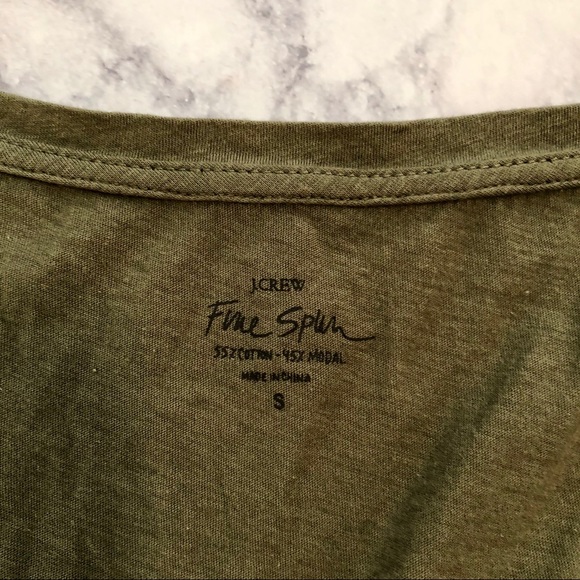 J.CREW
Fine Spun
55% COTTON - 45% MODAL
MADE IN CHINA
S